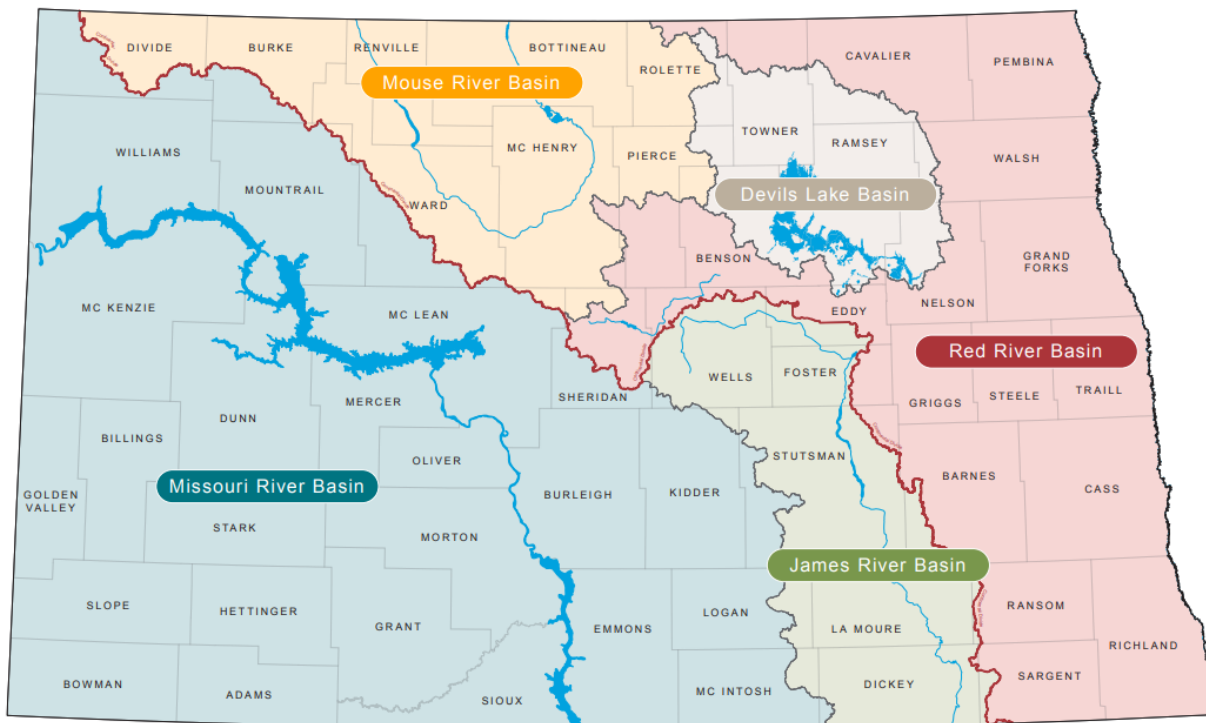 DIVIDE
BURKE
RENVILLE
BOTTINEAU
ROLETTE
CAVALIER
PEMBINA
Mouse River Basin
TOWNER
RAMSEY
WILLIAMS
MC HENRY
PIERCE
WALSH
MOUNTRAIL
WARD
Devils Lake Basin
BENSON
GRAND
FORKS
MC KENZIE
MC LEAN
EDDY
NELSON
Red River Basin
WELLS
FOSTER
DUNN
MERCER
SHERIDAN
GRIGGS
STEELE
TRAILL
BILLINGS
OLIVER
STUTSMAN
Missouri River Basin
GOLDEN
VALLEY
BURLEIGH
KIDDER
BARNES
CASS
STARK
MORTON
James River Basin
SLOPE
HETTINGER
GRANT
EMMONS
LOGAN
LA MOURE
RANSOM
RICHLAND
BOWMAN
ADAMS
SIOUX
MC INTOSH
DICKEY
SARGENT